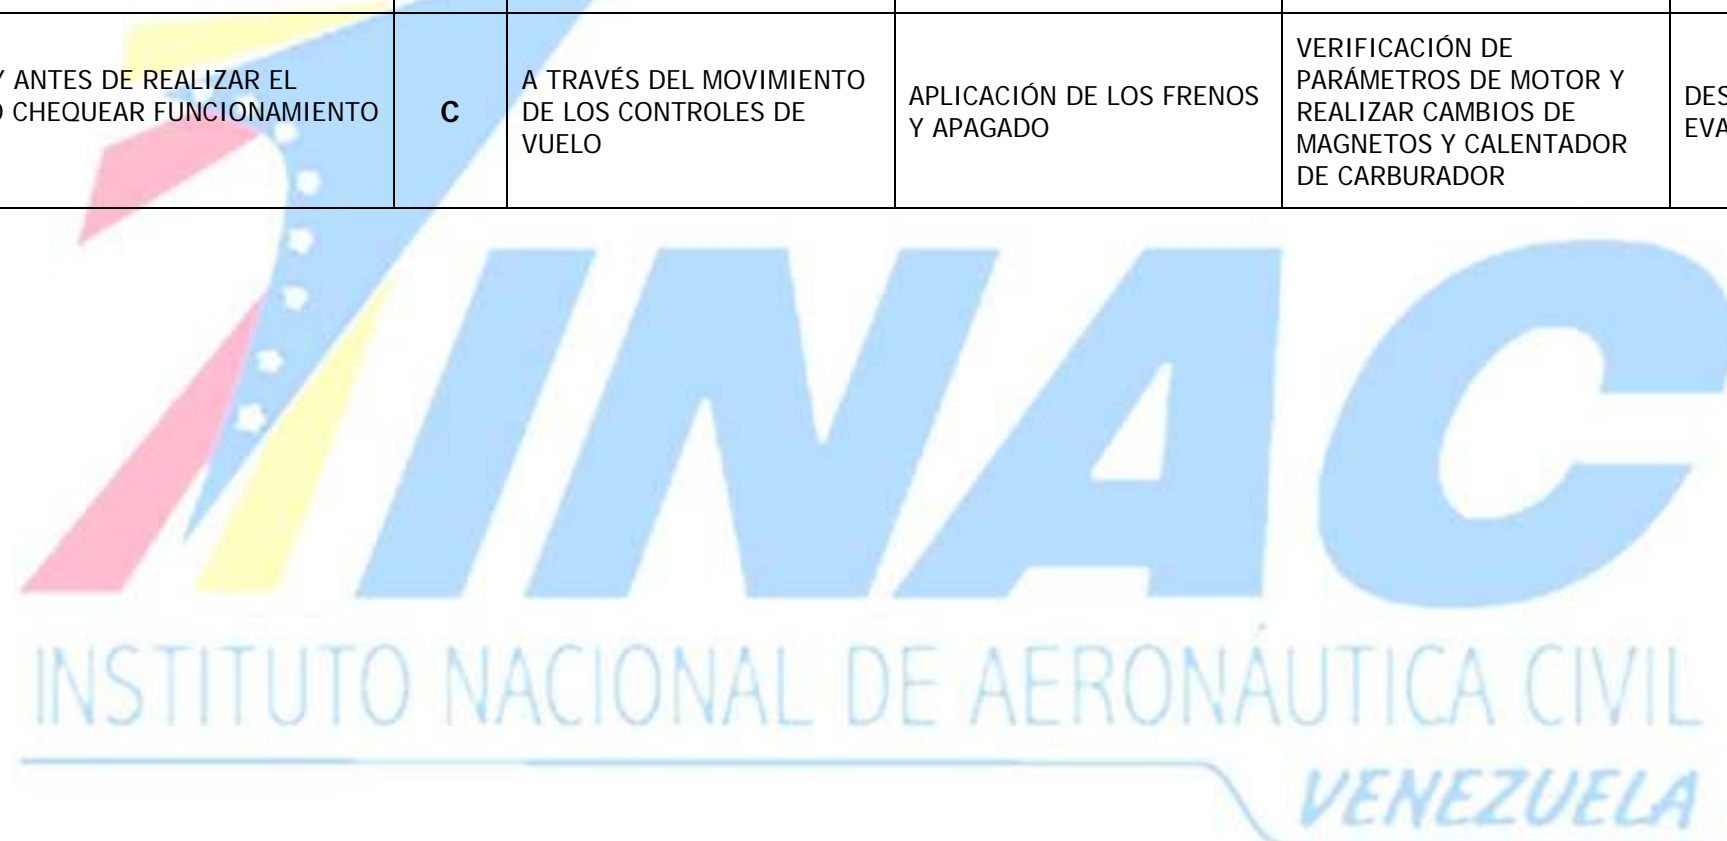 Y ANTES DE REALIZAR EL
CHEQUEAR FUNCIONAMIENTO
C
A TRAVÉS DEL MOVIMIENTO
DE LOS CONTROLES DE
VUELO
APLICACIÓN DE LOS FRENOS
Y APAGADO
VERIFICACIÓN DE
PARÁMETROS DE MOTOR Y
REALIZAR CAMBIOS DE
MAGNETOS Y CALENTADOR
DE CARBURADOR
DES
EVA
INAC
INSTITUTO NACIONAL DE AERONÁUTICA CIVIL
VENEZUELA